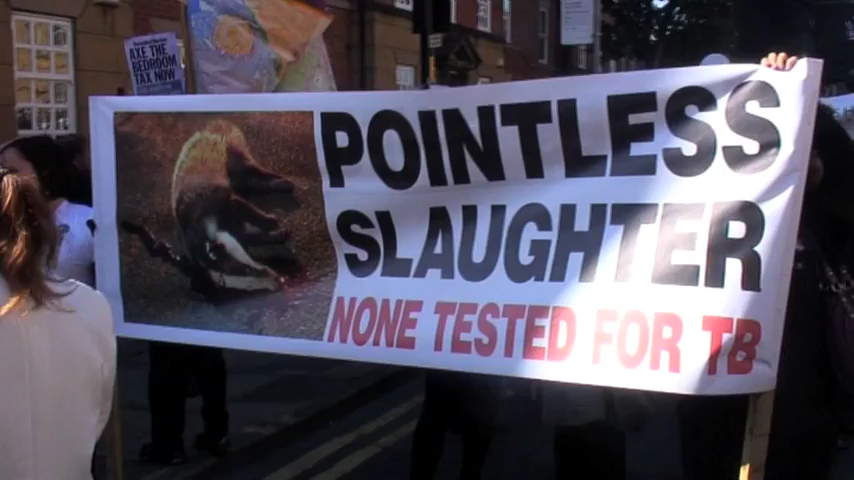 AXE THE
BEDROOM
TAX NOW
POINTLESS
SLAUGHTER
NONE TESTED FOR TB